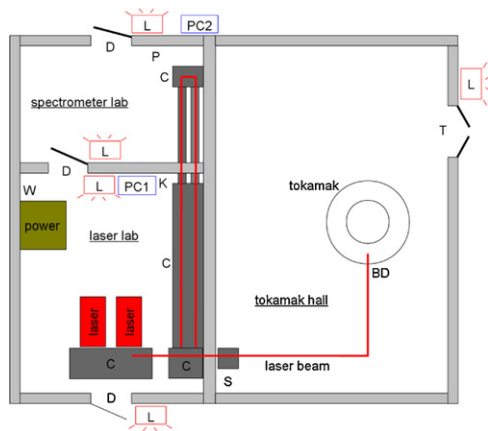 L
PC2
D
P
C
L
spectrometer lab
T
L
D
L
PC1
K
W
tokamak
power
laser lab
C
BD
laser
laser
tokamak hall
C
C
laser beam
S
D
L